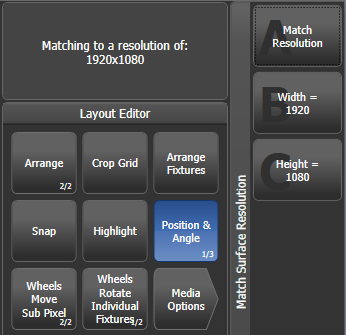 Matching to a resolution of:
1920x1080
Layout Editor
Arrange
2/2
Crop Grid
Arrange
Fixtures
Snap
Highlight
Position &
Angle
1/3
Wheels
Move
Sub Pixel
2/2
Wheels
Rotate
Individual
Fixtures
2/2
Media
Options
Match Surface Resolution
A
Match
Resolution
B
Width =
1920
C
Height =
1080